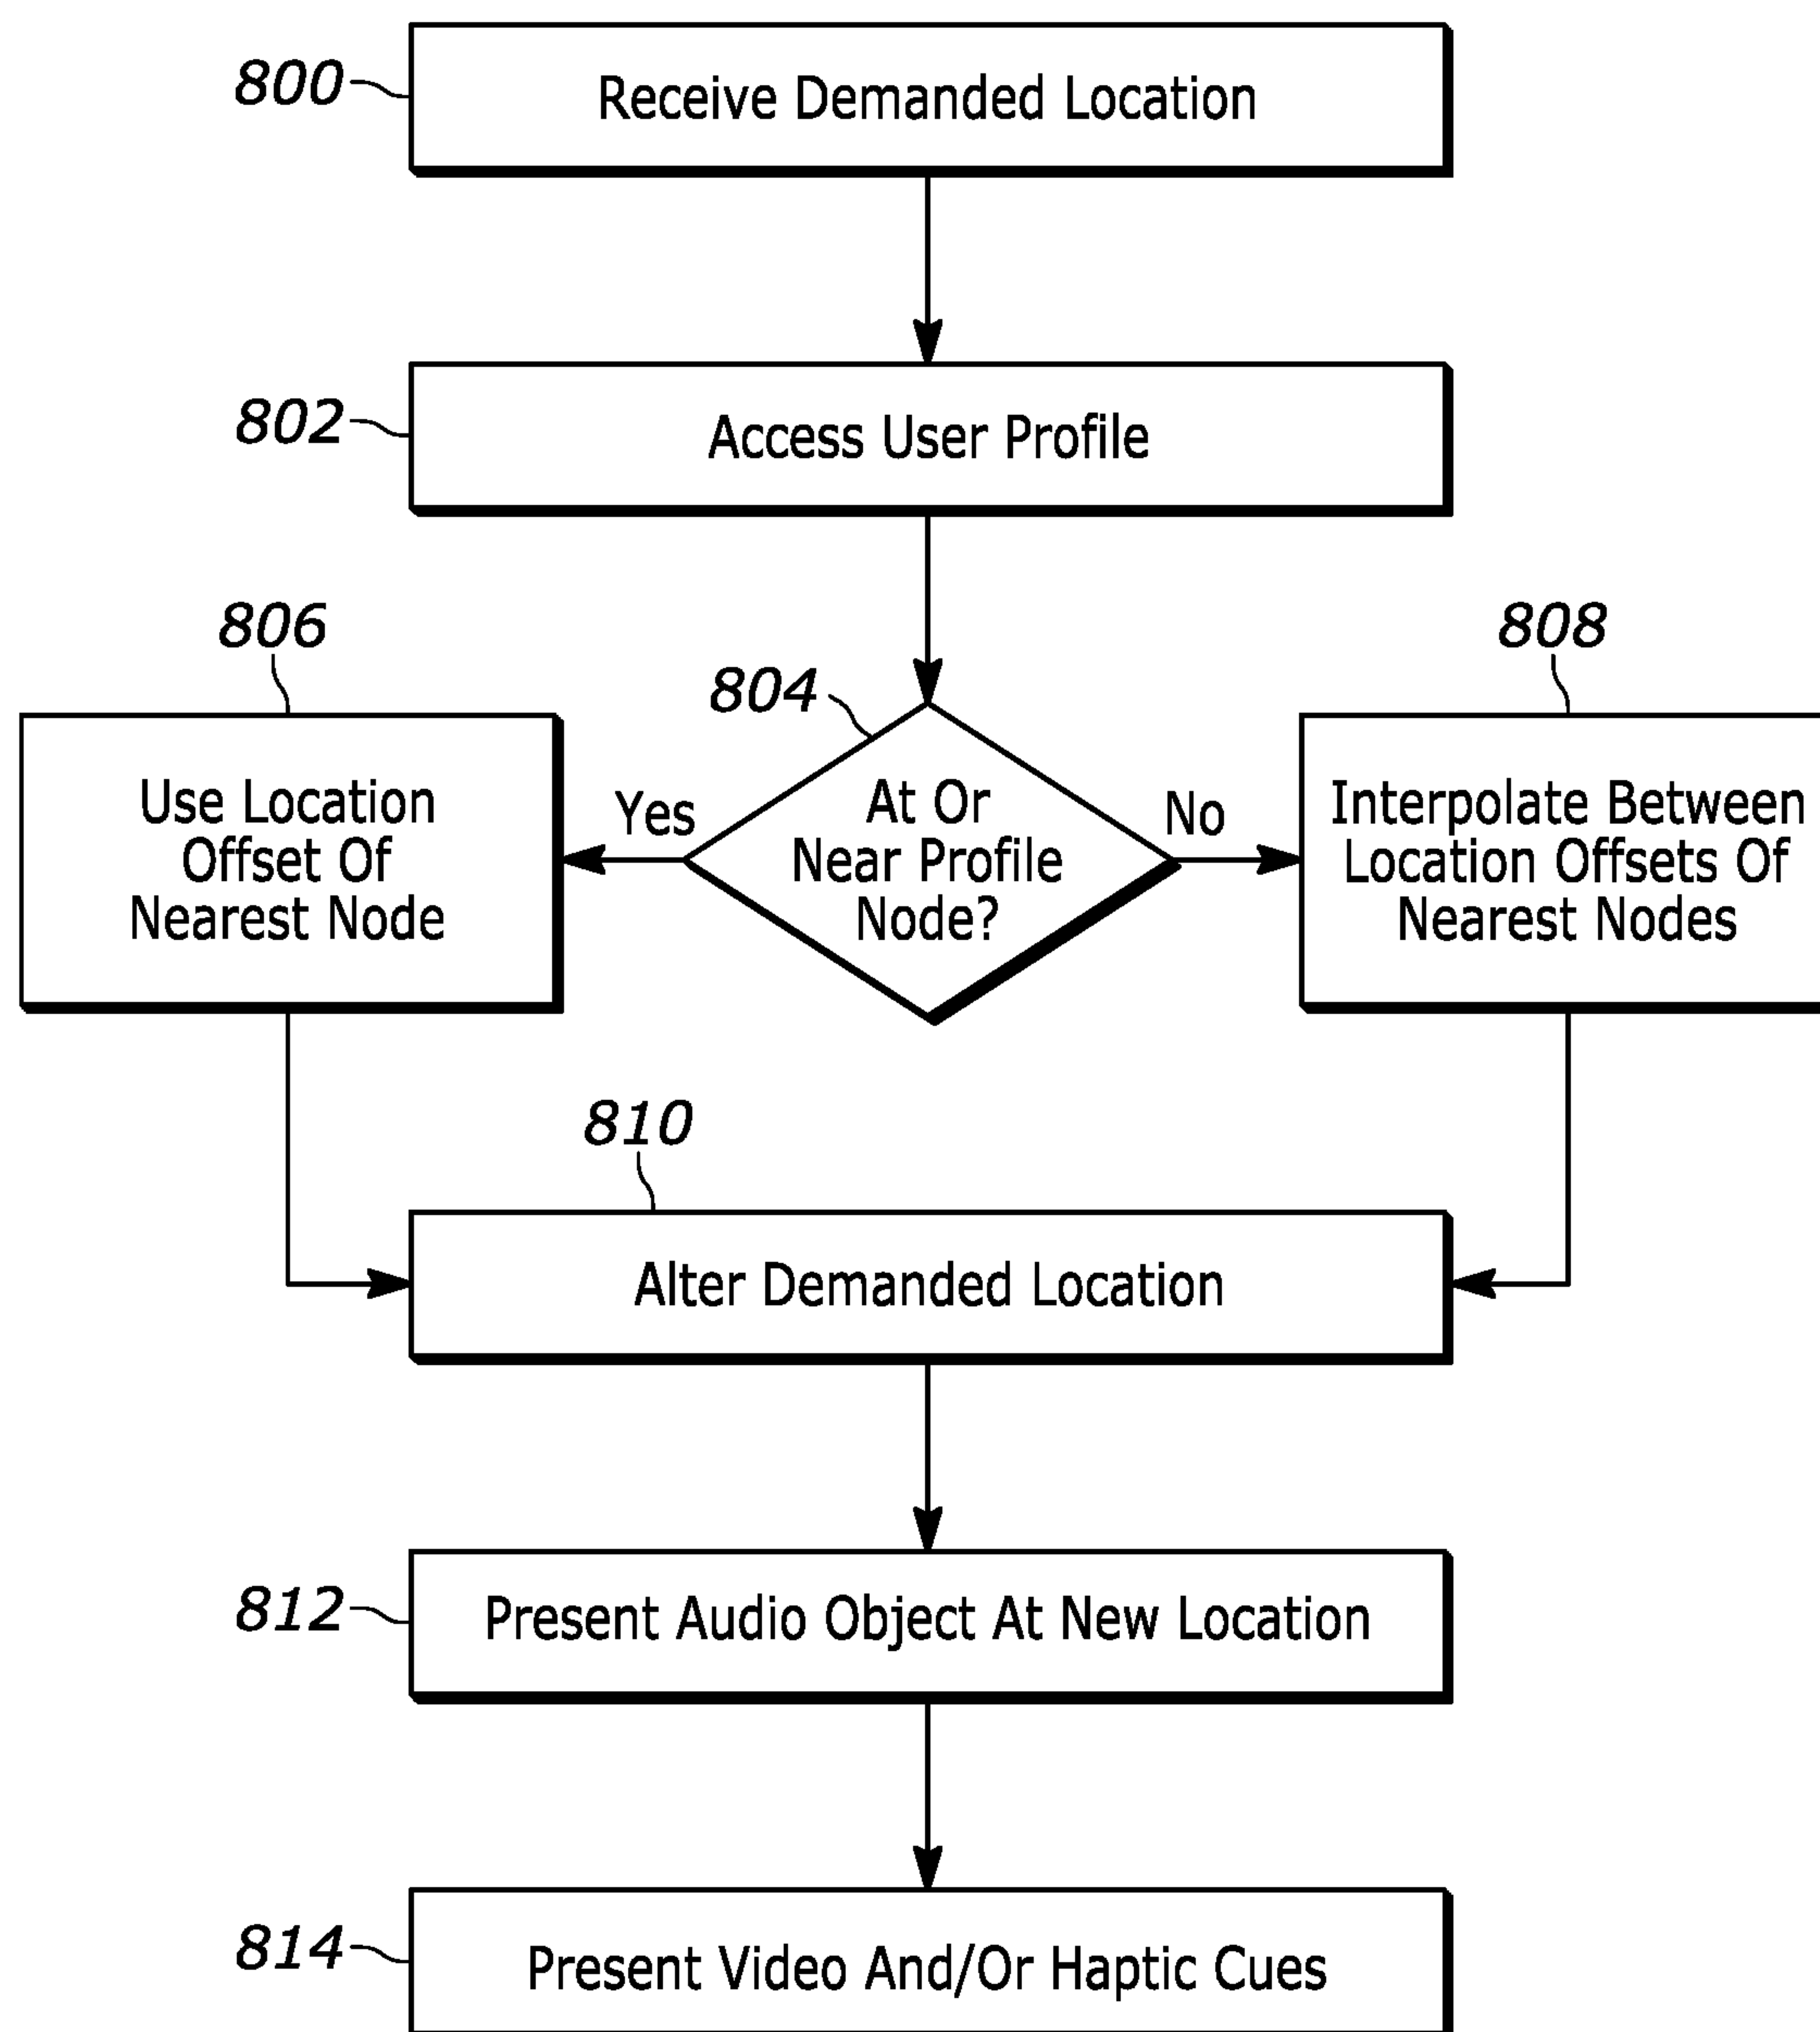 800
Receive Demanded Location
802
Access User Profile
806
808
804
Use Location
Offset Of
Nearest Node
Yes
At Or
Near Profile
Node?
No
Interpolate Between
Location Offsets Of
Nearest Nodes
810
Alter Demanded Location
812
Present Audio Object At New Location
814
Present Video And/Or Haptic Cues